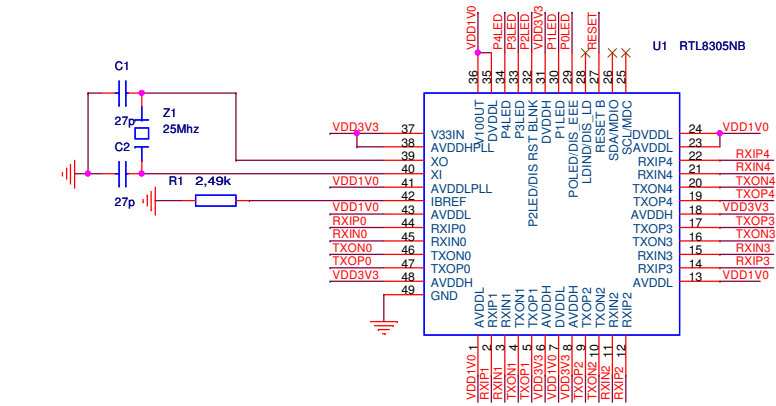 VDD1V0
P4LED
P3LED
P2LED
VDD3V3
P1LED
P0LED
RESET
U1 RTL8305NB
36
35
34
33
32
31
30
29
28
27
26
25
V10OUT
DVDDL
P4LED
P3LED
P2LED/DIS RST BLNK
DVDDH
P1LED
POLED/DIS_EEE
LDIND/DIS_LD
RESET B
SDA/MDIO
SCL/MDC
C1
27p
Z1
25Mhz
C2
27p
R1 2,49k
VDD3V3 37 V33IN
38 AVDDHPLL
39 XO
40 XI
VDD1V0 41 AVDDLPLL
42 IBREF
VDD1V0 43 AVDDL
RXIP0 44 RXIP0
RXIN0 45 RXIN0
TXON0 46 TXON0
TXOP0 47 TXOP0
VDD3V3 48 AVDDH
49 GND
DVDDL 24 VDD1V0
AVDDL 23
RXIP4 22 RXIP4
RXIN4 21 RXIN4
TXON4 20 TXON4
TXOP4 19 TXOP4
AVDDH 18 VDD3V3
TXOP3 17 TXOP3
TXON3 16 TXON3
RXIN3 15 RXIN3
RXIP3 14 RXIP3
AVDDL 13 VDD1V0
AVDDL
RXIP1
RXIN1
TXON1
TXOP1
AVDDH
DVDDL
AVDDH
TXOP2
TXON2
RXIN2
RXIP2
1
2
3
4
5
6
7
8
9
10
11
12
VDD1V0
RXIP1
RXIN1
TXON1
TXOP1
VDD3V3
VDD1V0
VDD3V3
TXOP2
TXON2
RXIN2
RXIP2